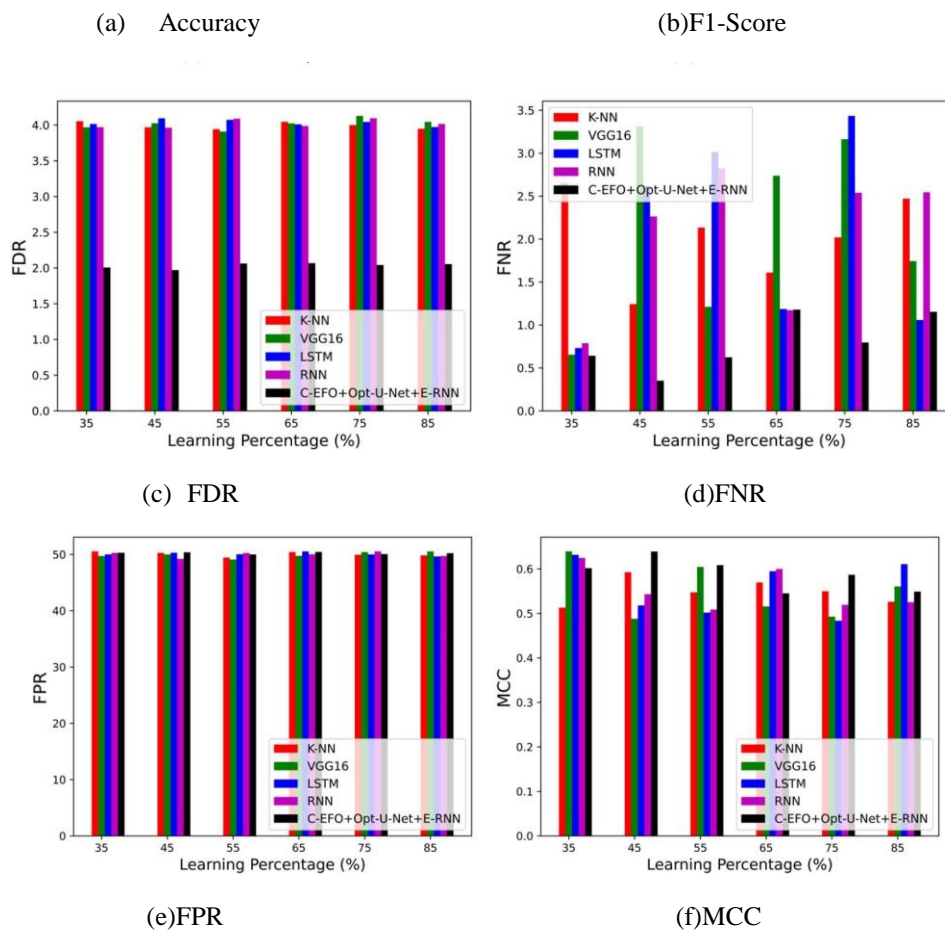 (a) Accuracy
(b)F1-Score
4.0
3.5
3.0
2.5
2.0
1.5
1.0
0.5
0.0
FDR
K-NN
VGG16
LSTM
RNN
C-EFO+Opt-U-Net+E-RNN
35 45 55 65 75 85
Learning Percentage (%)
3.5
3.0
2.5
2.0
1.5
1.0
0.5
0.0
FNR
K-NN
VGG16
LSTM
RNN
C-EFO+Opt-U-Net+E-RNN
35 45 55 65 75 85
Learning Percentage (%)
(c) FDR
(d)FNR
50
40
30
20
10
0
FPR
K-NN
VGG16
LSTM
RNN
C-EFO+Opt-U-Net+E-RNN
35 45 55 65 75 85
Learning Percentage (%)
0.6
0.5
0.4
0.3
0.2
0.1
0.0
MCC
K-NN
VGG16
LSTM
RNN
C-EFO+Opt-U-Net+E-RNN
35 45 55 65 75 85
Learning Percentage (%)
(e)FPR
(f)MCC